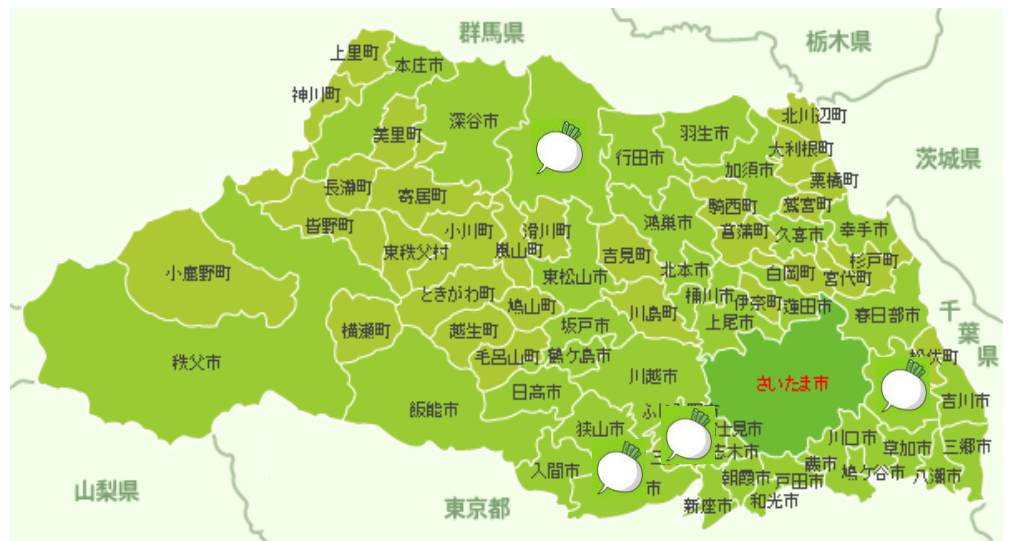 群馬県
栃木県
茨城県
千葉県
東京都
山梨県
上里町
本庄市
神川町
美里町
深谷市
行田市
羽生市
北川辺町
大利根町
加須市
栗橋町
長瀞町
寄居町
騎西町
鷲宮町
皆野町
小川町
滑川町
鴻巣市
菖蒲町
久喜市
幸手市
東秩父村
嵐山町
吉見町
北本市
杉戸町
小鹿野町
東松山市
白岡町
宮代町
ときがわ町
鳩山町
川島町
桶川市
伊奈町
蓮田市
春日部市
横瀬町
越生町
坂戸市
上尾市
毛呂山町
鶴ケ島市
松伏町
秩父市
川越市
さいたま市
日高市
飯能市
吉川市
狭山市
士見市
川口市
草加市
三郷市
志木市
入間市
蕨市
朝霞市
戸田市
鳩ケ谷市
八潮市
市
新座市
和光市